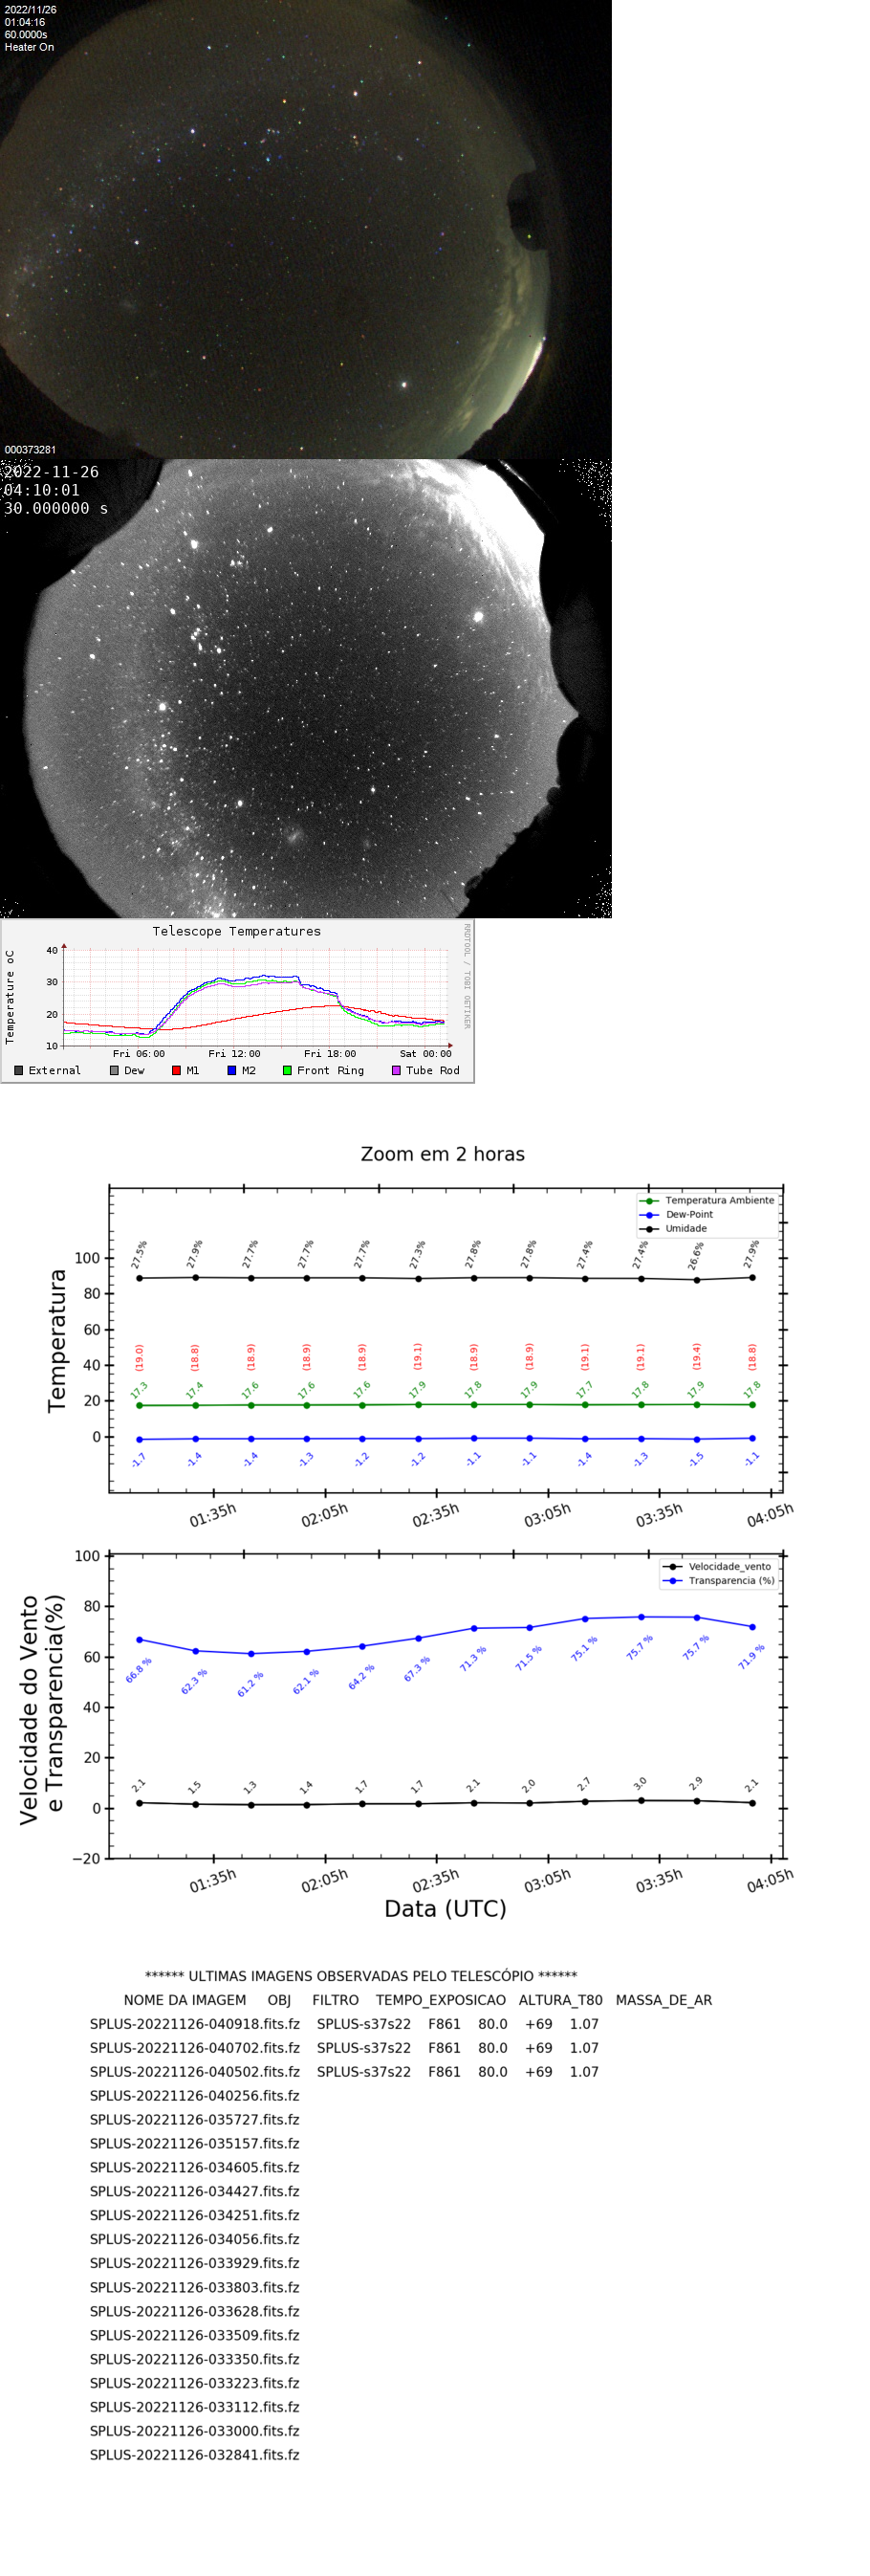 2022/11/26
01:04:16
60.0000s
Heater On
000373281
2022-11-26
04:10:01
30.000000 s
Telescope Temperatures
RRDTOOL / TOBI OETIKER
Temperature oC
40
30
20
10
Fri 06:00 Fri 12:00 Fri 18:00 Sat 00:00
External Dew M1 M2 Front Ring Tube Rod
Zoom em 2 horas
Temperatura Ambiente
Dew-Point
Umidade
Temperatura
100
80
60
40
20
0
27.5% 27.9% 27.7% 27.7% 27.7% 27.3% 27.8% 27.8% 27.4% 27.4% 26.6% 27.9%
(19.0) (18.8) (18.9) (18.9) (18.9) (19.1) (18.9) (18.9) (19.1) (19.1) (19.4) (18.8)
17.3 17.4 17.6 17.6 17.6 17.9 17.8 17.9 17.7 17.8 17.9 17.8
-1.7 -1.4 -1.4 -1.3 -1.2 -1.2 -1.1 -1.1 -1.4 -1.3 -1.5 -1.1
01:35h 02:05h 02:35h 03:05h 03:35h 04:05h
Velocidade_vento
Transparencia (%)
Velocidade do Vento
e Transparencia(%)
100
80
60
40
20
0
−20
66.8 % 62.3 % 61.2 % 62.1 % 64.2 % 67.3 % 71.3 % 71.5 % 75.1 % 75.7 % 75.7 % 71.9 %
2.1 1.5 1.3 1.4 1.7 1.7 2.1 2.0 2.7 3.0 2.9 2.1
01:35h 02:05h 02:35h 03:05h 03:35h 04:05h
Data (UTC)
****** ULTIMAS IMAGENS OBSERVADAS PELO TELESCÓPIO ******
NOME DA IMAGEM OBJ FILTRO TEMPO_EXPOSICAO ALTURA_T80 MASSA_DE_AR
SPLUS-20221126-040918.fits.fz SPLUS-s37s22 F861 80.0 +69 1.07
SPLUS-20221126-040702.fits.fz SPLUS-s37s22 F861 80.0 +69 1.07
SPLUS-20221126-040502.fits.fz SPLUS-s37s22 F861 80.0 +69 1.07
SPLUS-20221126-040256.fits.fz
SPLUS-20221126-035727.fits.fz
SPLUS-20221126-035157.fits.fz
SPLUS-20221126-034605.fits.fz
SPLUS-20221126-034427.fits.fz
SPLUS-20221126-034251.fits.fz
SPLUS-20221126-034056.fits.fz
SPLUS-20221126-033929.fits.fz
SPLUS-20221126-033803.fits.fz
SPLUS-20221126-033628.fits.fz
SPLUS-20221126-033509.fits.fz
SPLUS-20221126-033350.fits.fz
SPLUS-20221126-033223.fits.fz
SPLUS-20221126-033112.fits.fz
SPLUS-20221126-033000.fits.fz
SPLUS-20221126-032841.fits.fz